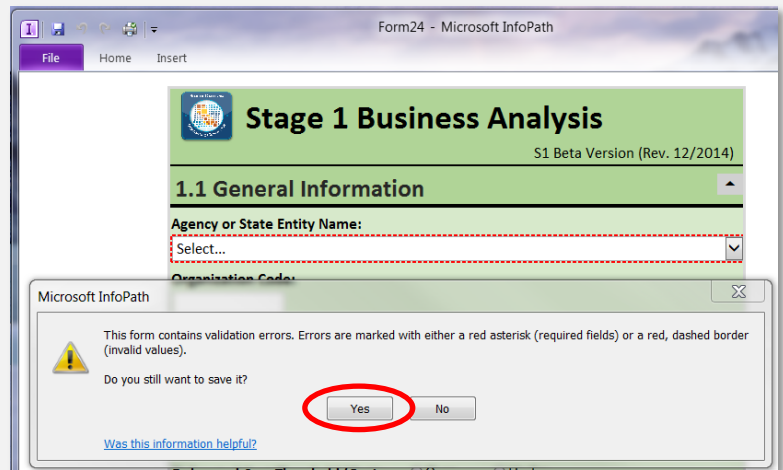 Form24 - Microsoft InfoPath
File Home Insert
Stage 1 Business Analysis
S1 Beta Version (Rev. 12/2014)
1.1 General Information
Agency or State Entity Name:
Select...
Organization Code:
Microsoft InfoPath
This form contains validation errors. Errors are marked with either a red asterisk (required fields) or a red, dashed border
(invalid values).
Do you still want to save it?
Yes No
Was this information helpful?